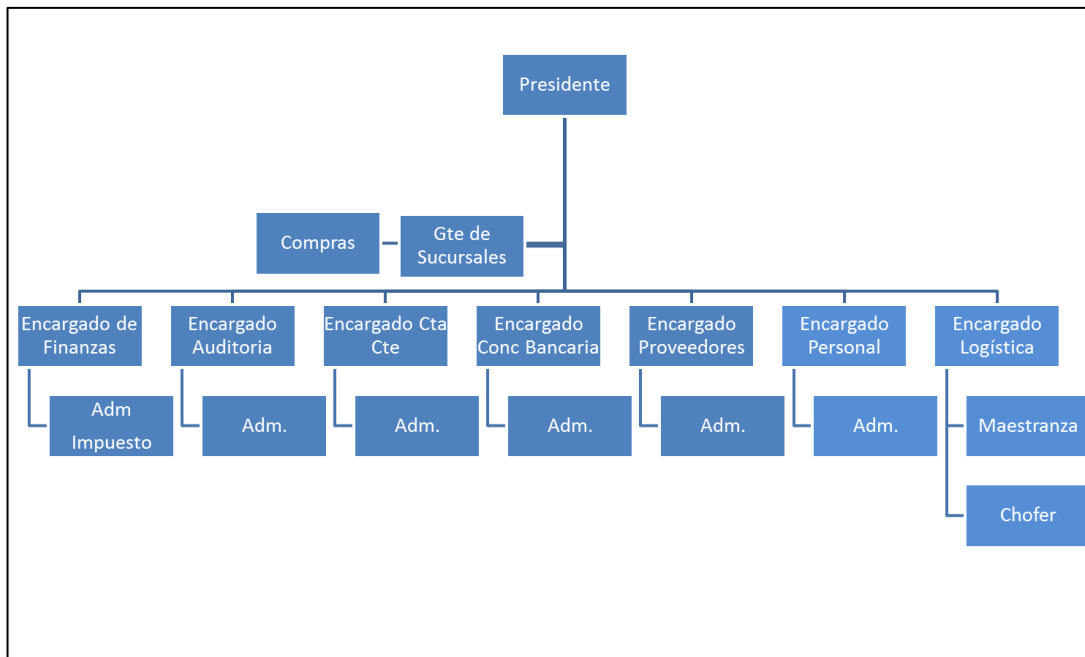 Presidente
Compras
Gte de
Sucursales
Encargado de
Finanzas
Encargado
Auditoria
Encargado Cta
Cte
Encargado
Conc Bancaria
Encargado
Proveedores
Encargado
Personal
Encargado
Logística
Adm
Impuesto
Adm.
Adm.
Adm.
Adm.
Adm.
Maestranza
Chofer